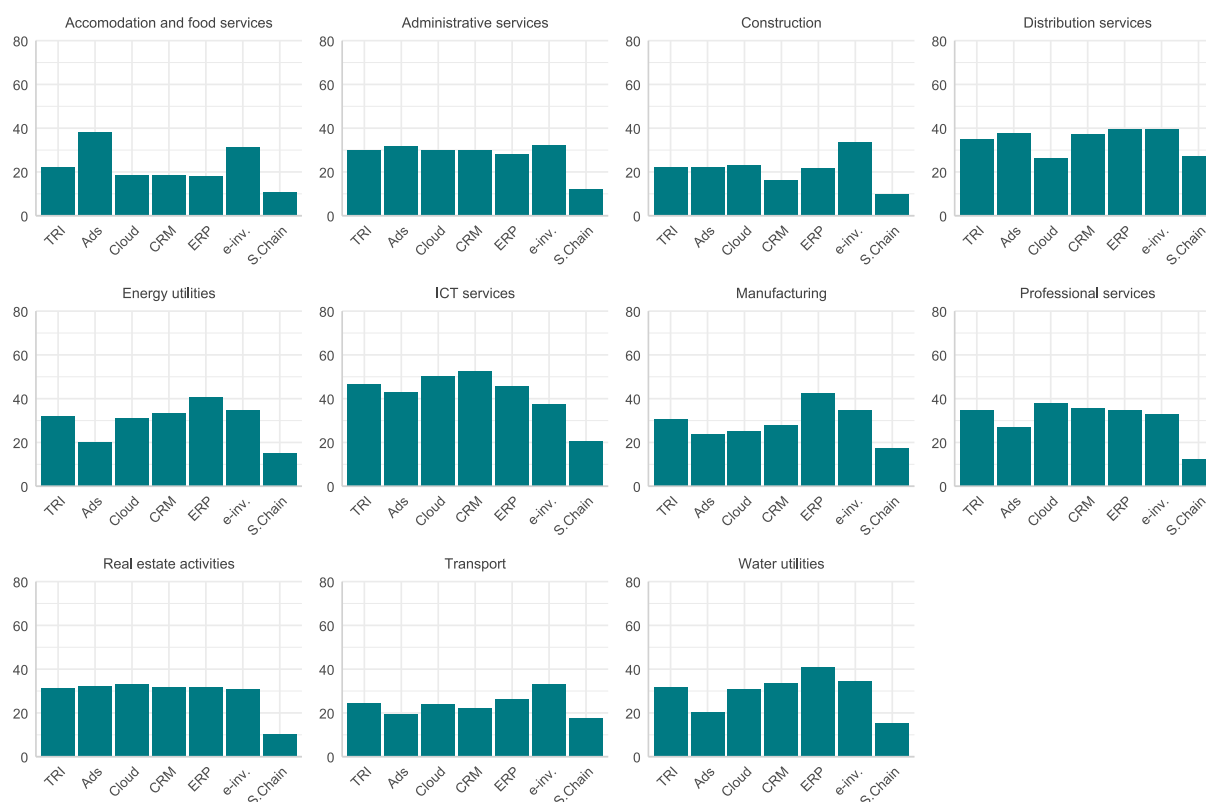 Accomodation and food services
80
60
40
20
0
TRI
Ads
Cloud
CRM
ERP
e-inv.
S.Chain
Administrative services
80
60
40
20
0
TRI
Ads
Cloud
CRM
ERP
e-inv.
S.Chain
Construction
80
60
40
20
0
TRI
Ads
Cloud
CRM
ERP
e-inv.
S.Chain
Distribution services
80
60
40
20
0
TRI
Ads
Cloud
CRM
ERP
e-inv.
S.Chain
Energy utilities
80
60
40
20
0
TRI
Ads
Cloud
CRM
ERP
e-inv.
S.Chain
ICT services
80
60
40
20
0
TRI
Ads
Cloud
CRM
ERP
e-inv.
S.Chain
Manufacturing
80
60
40
20
0
TRI
Ads
Cloud
CRM
ERP
e-inv.
S.Chain
Professional services
80
60
40
20
0
TRI
Ads
Cloud
CRM
ERP
e-inv.
S.Chain
Real estate activities
80
60
40
20
0
TRI
Ads
Cloud
CRM
ERP
e-inv.
S.Chain
Transport
80
60
40
20
0
TRI
Ads
Cloud
CRM
ERP
e-inv.
S.Chain
Water utilities
80
60
40
20
0
TRI
Ads
Cloud
CRM
ERP
e-inv.
S.Chain